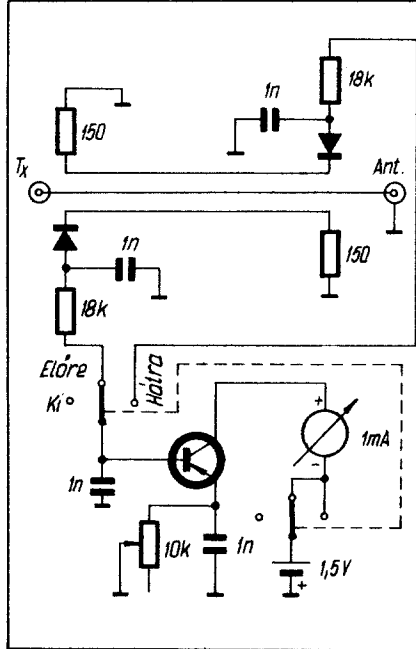 18k
1n
150
Tx
Ant.
1n
150
18k
Előre
Ki
Hátra
+
1mA
-
1n
10k
1n
1,5V
+